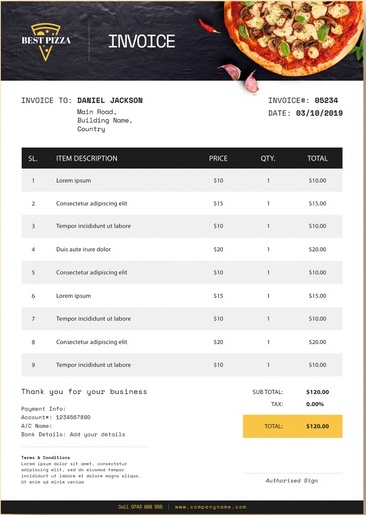 BEST PIZZA
INVOICE
INVOICE TO: DANIEL JACKSON
Main Road,
Building Name,
Country
INVOICE#: 05234
DATE: 03/10/2019
SL. ITEM DESCRIPTION PRICE QTY. TOTAL
1 Lorem ipsum $10 1 $10.00
2 Consectetur adipiscing elit $15 1 $15.00
3 Tempor incididunt ut labore $10 1 $10.00
4 Duis aute irure dolor $20 1 $20.00
5 Consectetur adipiscing elit $10 1 $10.00
6 Lorem ipsum $15 1 $15.00
7 Tempor incididunt ut labore $10 1 $10.00
8 Consectetur adipiscing elit $20 1 $20.00
9 Tempor incididunt ut labore $10 1 $10.00
Thank you for your business
Payment Info:
Account#: 1234567890
A/C Name:
Bank Details: Add your details
SUB TOTAL: $120.00
TAX: 0.00%
TOTAL: $120.00
Terms & Conditions
Lorem ipsum dolor sit amet, consectetur
adipiscing elit, sed do eiusmod tempor
incididunt ut labore et dolore magna aliqua.
Ut enim ad minim veniam
Authorised Sign
Call 0743 888 555 | www.companyname.com